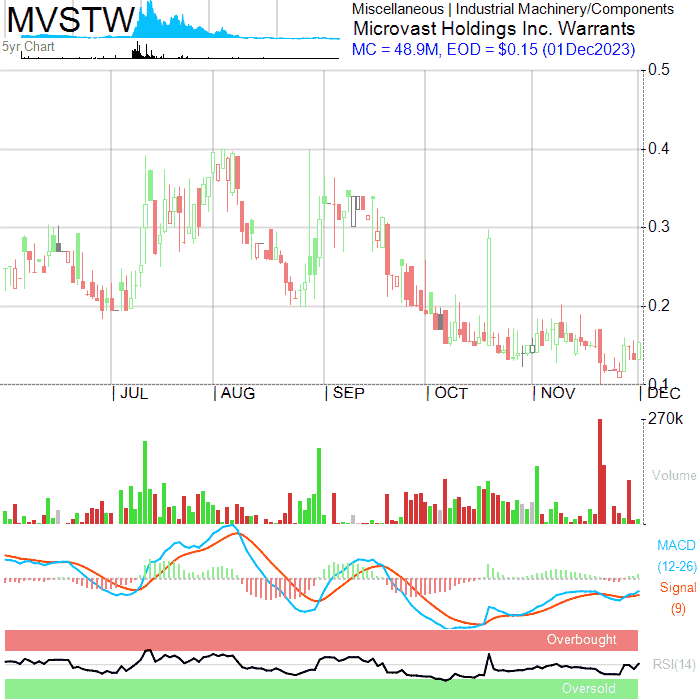 MVSTW
Miscellaneous | Industrial Machinery/Components
Microvast Holdings Inc. Warrants
MC = 48.9M, EOD = $0.15 (01Dec2023)
5yr Chart
0.5
0.4
0.3
0.2
0.1
JUL
AUG
SEP
OCT
NOV
DEC
270k
Volume
MACD
(12-26)
Signal
(9)
Overbought
RSI(14)
Oversold